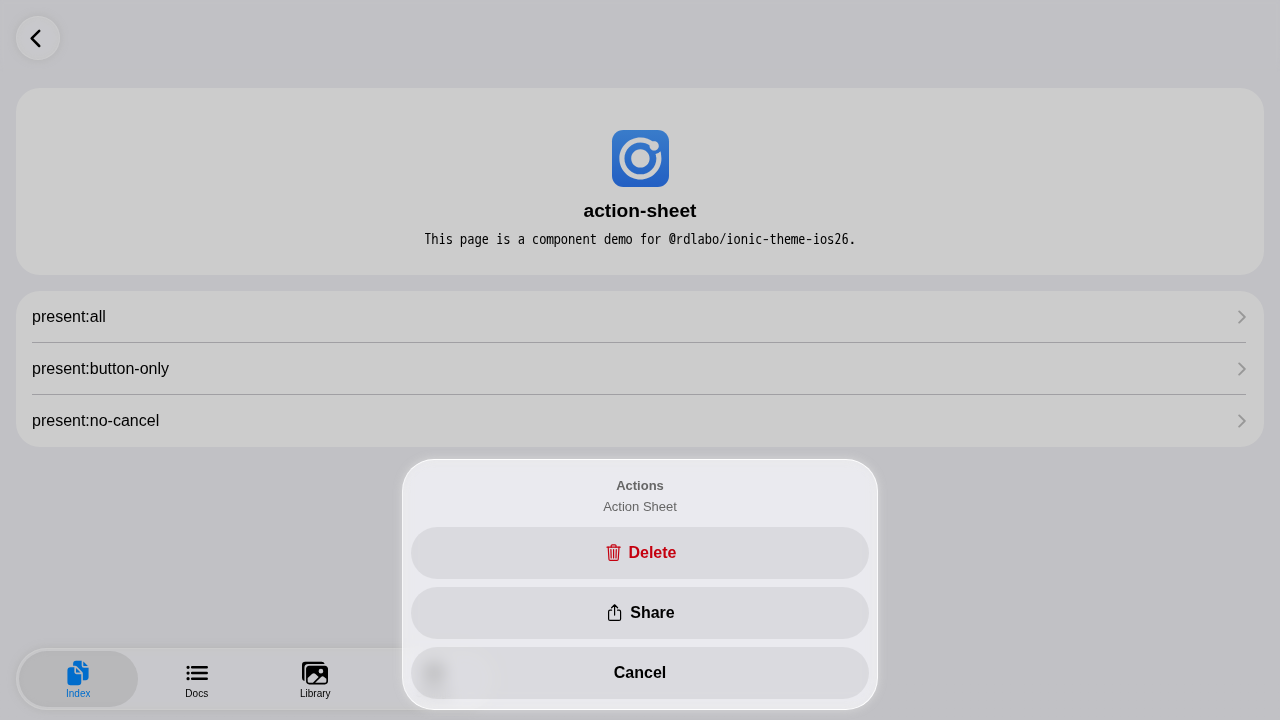 action-sheet
This page is a component demo for @rdlabo/ionic-theme-ios26.
present:all
present:button-only
present:no-cancel
Actions
Action Sheet
Delete
Share
Cancel
Index
Docs
Library